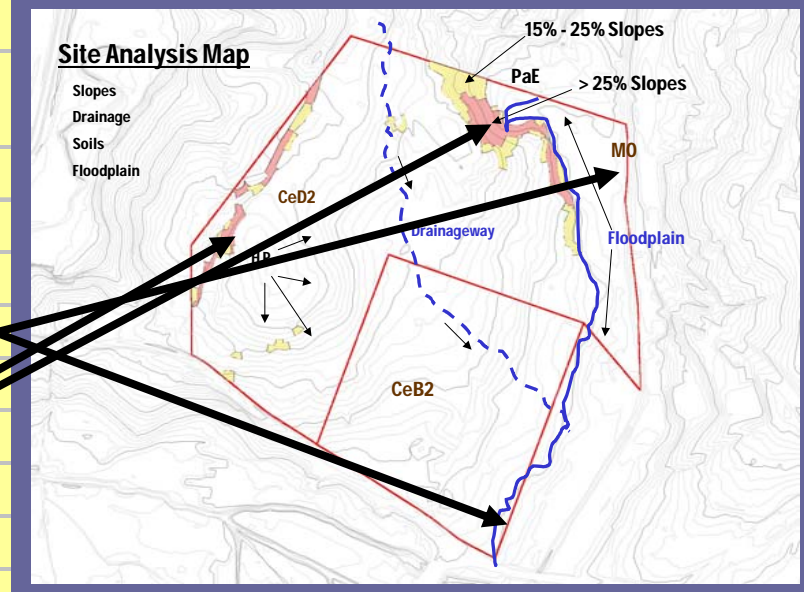 Site Analysis Map
Slopes
Drainage
Soils
Floodplain
15% - 25% Slopes
PaE
> 25% Slopes
MO
CeD2
Drainageway
Floodplain
CeB2